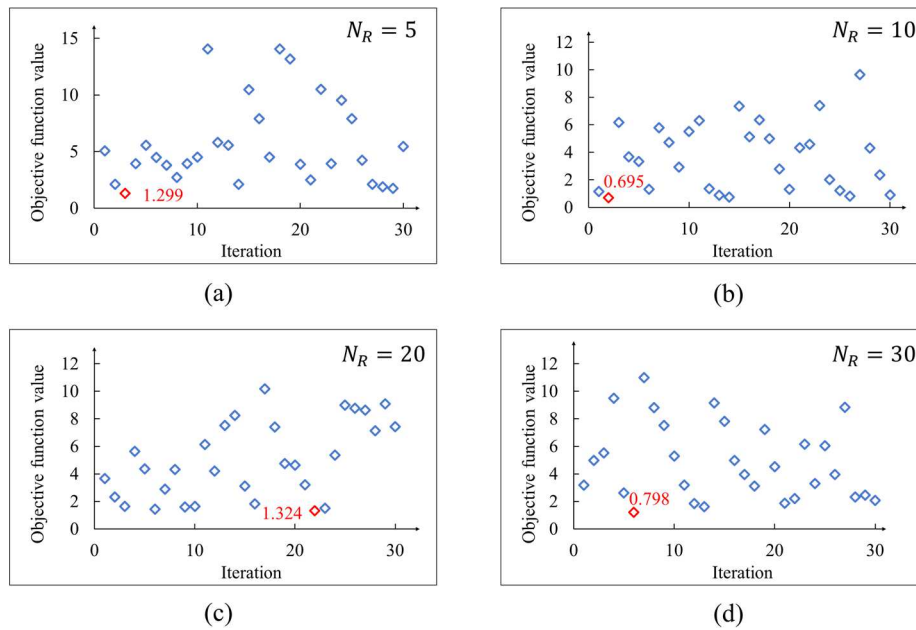 N_R = 5
Objective function value
15
10
5
0
1.299
0 10 20 30
Iteration
(a)
N_R = 10
Objective function value
12
10
8
6
4
2
0
0.695
0 10 20 30
Iteration
(b)
N_R = 20
Objective function value
12
10
8
6
4
2
0
1.324
0 10 20 30
Iteration
(c)
N_R = 30
Objective function value
12
10
8
6
4
2
0
0.798
0 10 20 30
Iteration
(d)